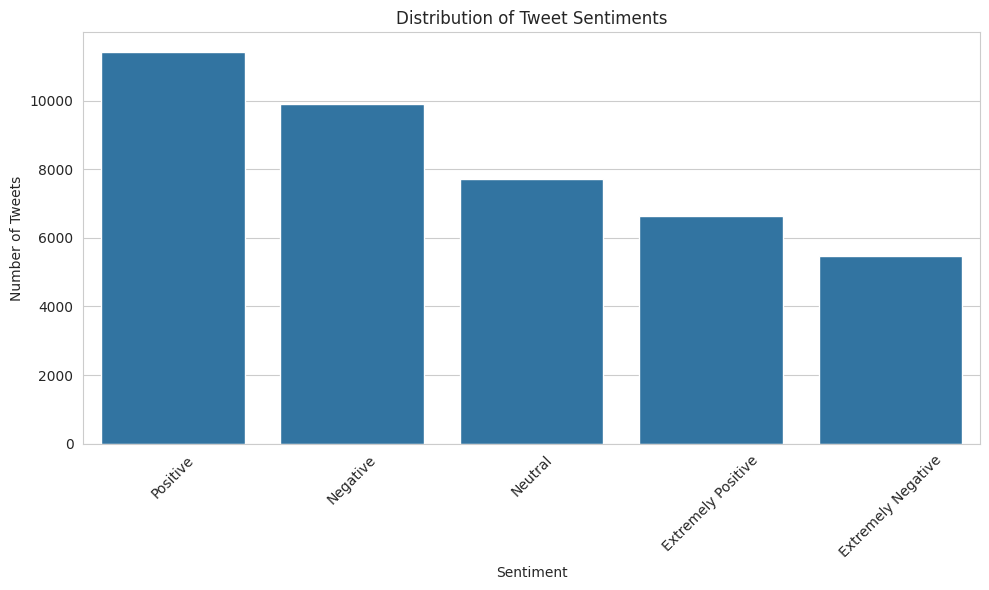 Distribution of Tweet Sentiments
Number of Tweets
10000
8000
6000
4000
2000
0
Positive
Negative
Neutral
Extremely Positive
Extremely Negative
Sentiment